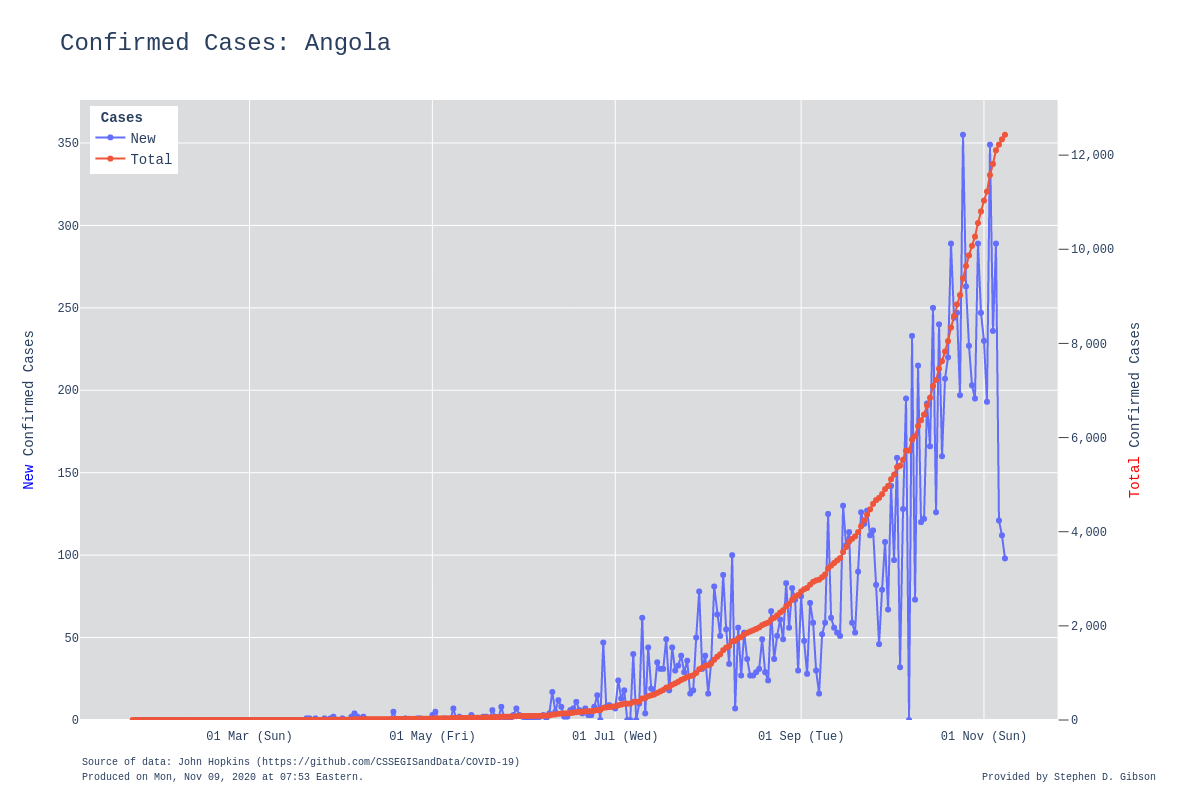 Confirmed Cases: Angola
Cases
New
Total
350
300
250
200
150
100
50
0
12,000
10,000
8,000
6,000
4,000
2,000
0
New Confirmed Cases
Total Confirmed Cases
01 Mar (Sun)
01 May (Fri)
01 Jul (Wed)
01 Sep (Tue)
01 Nov (Sun)
Source of data: John Hopkins (https://github.com/CSSEGISandData/COVID-19)
Produced on Mon, Nov 09, 2020 at 07:53 Eastern.
Provided by Stephen D. Gibson